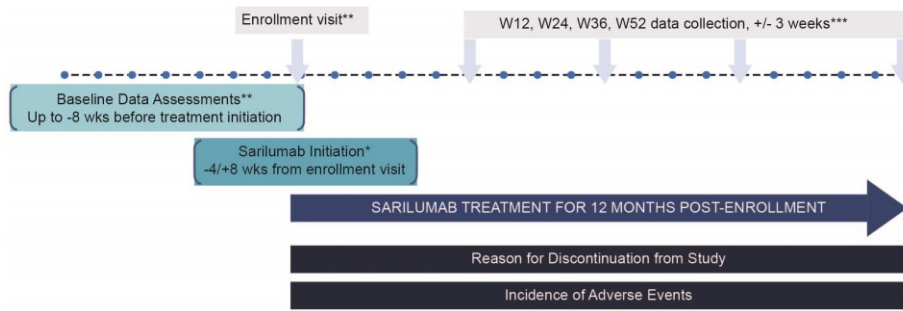 Enrollment visit**
W12, W24, W36, W52 data collection, +/- 3 weeks***
Baseline Data Assessments**
Up to -8 wks before treatment initiation
Sarilumab Initiation*
-4/+8 wks from enrollment visit
SARILUMAB TREATMENT FOR 12 MONTHS POST-ENROLLMENT
Reason for Discontinuation from Study
Incidence of Adverse Events